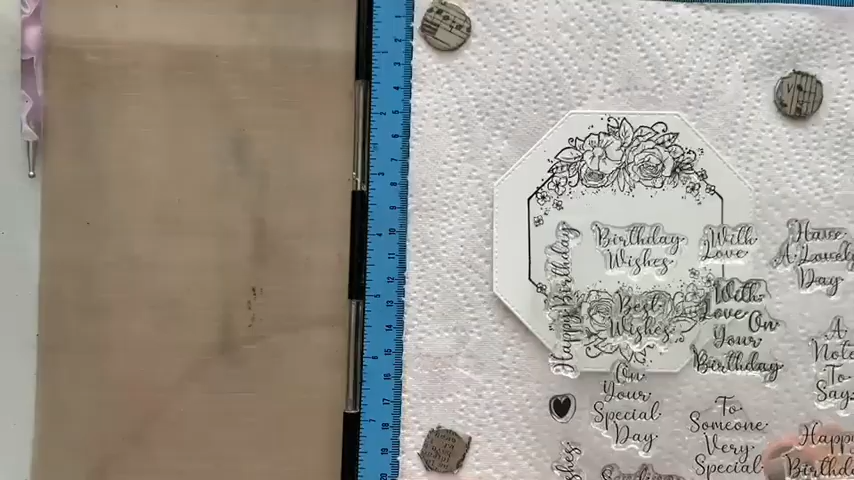 Birthday
Wishes
With
Love
Have
A Lovely
Day
Happy Birthday
Best
Wishes
With
Love On
Your
Birthday
A
Note
To
Say
On
Your
Special
Day
To
Someone
Very
Special
Happy
Birthday